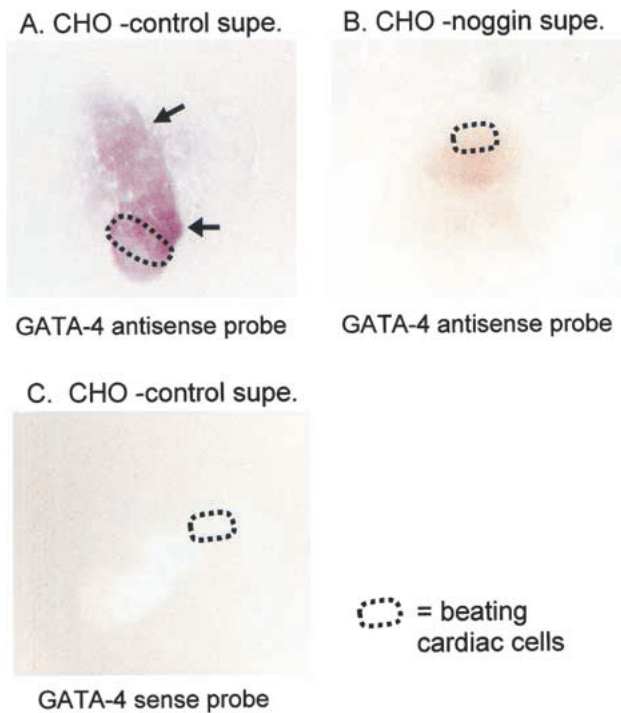 A. CHO -control supe.
B. CHO -noggin supe.
GATA-4 antisense probe
GATA-4 antisense probe
C. CHO -control supe.
= beating
cardiac cells
GATA-4 sense probe